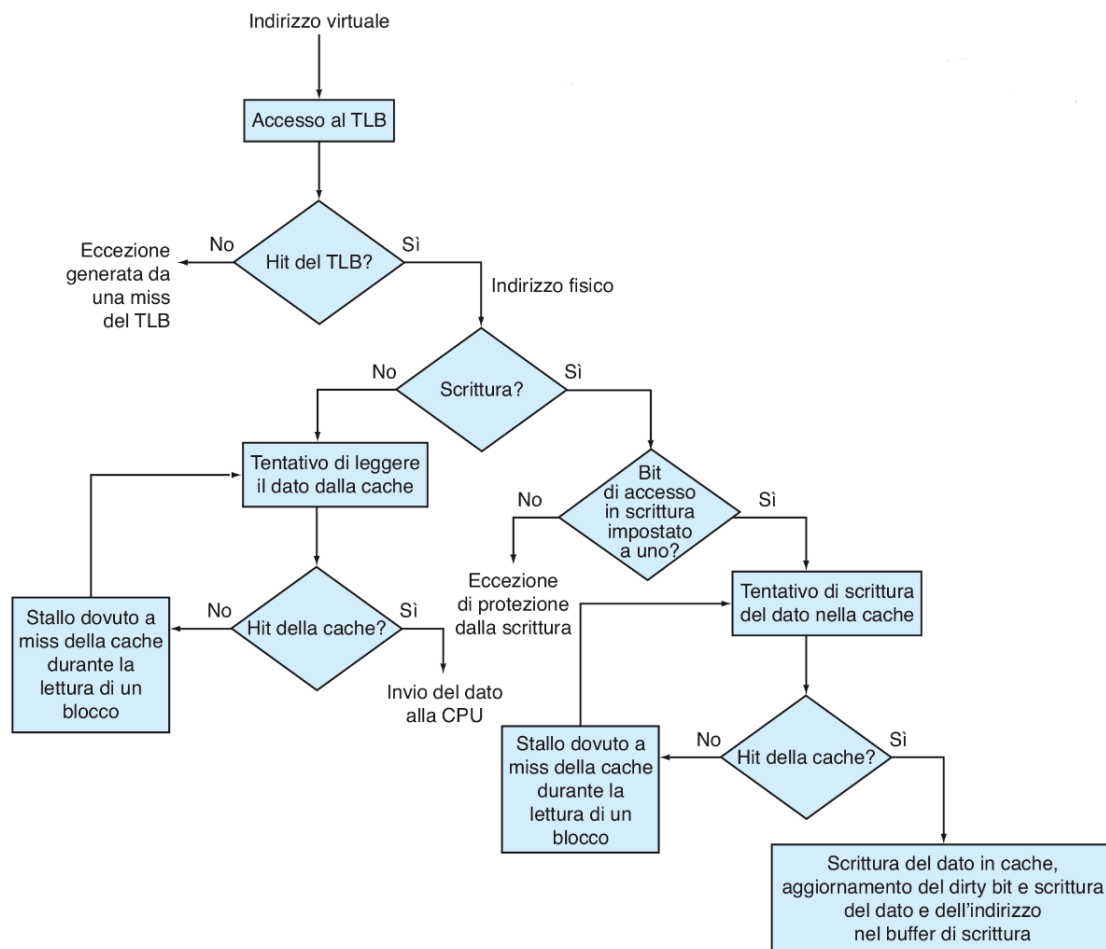 Indirizzo virtuale
Accesso al TLB
No
Hit del TLB?
Sì
Eccezione
generata da
una miss
del TLB
Indirizzo fisico
No
Scrittura?
Sì
Tentativo di leggere
il dato dalla cache
Bit
di accesso
in scrittura
impostato
a uno?
No
Sì
Eccezione
di protezione
dalla scrittura
Tentativo di scrittura
del dato nella cache
Stallo dovuto a
miss della cache
durante la
lettura di un
blocco
No
Hit della cache?
Sì
Invio del dato
alla CPU
Stallo dovuto a
miss della cache
durante la
lettura di un
blocco
No
Hit della cache?
Sì
Scrittura del dato in cache,
aggiornamento del dirty bit e scrittura
del dato e dell'indirizzo
nel buffer di scrittura